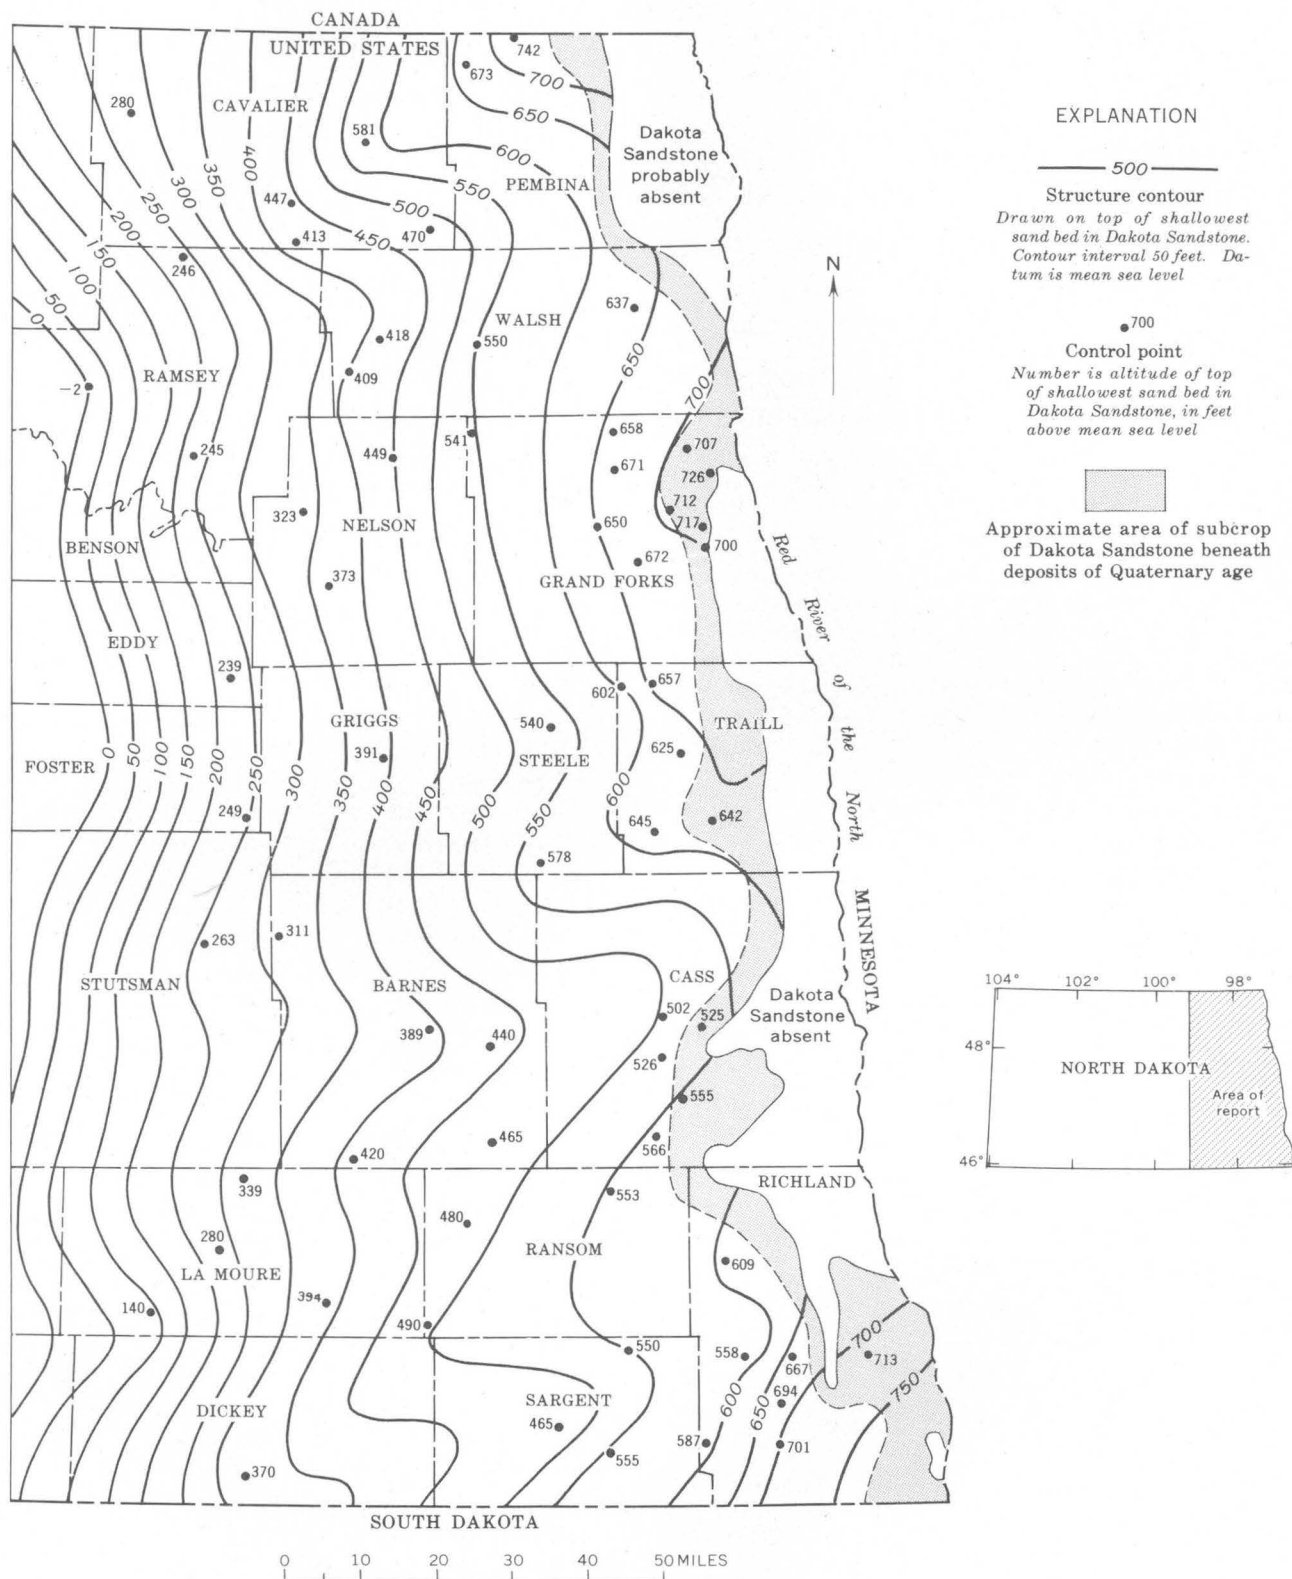 CANADA
UNITED STATES
742
673
700
280
CAVALIER
650
581
Dakota
Sandstone
probably
absent
400
350
300
250
200
150
100
50
0
600
PEMBINA
550
500
447
450
470
413
246
637
WALSH
418
550
650
409
RAMSEY
-2
700
658
541
707
245
449
671
726
712
323
NELSON
650
717
700
BENSON
672
GRAND FORKS
373
EDDY
239
657
602
GRIGGS
540
TRAILL
391
STEELE
625
FOSTER
0
50
100
150
200
250
300
350
400
450
500
550
600
249
645
642
578
311
263
STUTSMAN
BARNES
CASS
Dakota
Sandstone
absent
502
525
389
440
526
555
465
566
420
339
553
RICHLAND
480
280
RANSOM
LA MOURE
609
394
140
490
550
558
667
700
713
694
750
DICKEY
SARGENT
465
600
650
587
701
370
555
SOUTH DAKOTA
Red River of the North
MINNESOTA
N
0 10 20 30 40 50 MILES
EXPLANATION
500
Structure contour
Drawn on top of shallowest
sand bed in Dakota Sandstone.
Contour interval 50 feet. Da-
tum is mean sea level
700
Control point
Number is altitude of top
of shallowest sand bed in
Dakota Sandstone, in feet
above mean sea level
Approximate area of subcrop
of Dakota Sandstone beneath
deposits of Quaternary age
104° 102° 100° 98°
48°
NORTH DAKOTA
Area of
report
46°